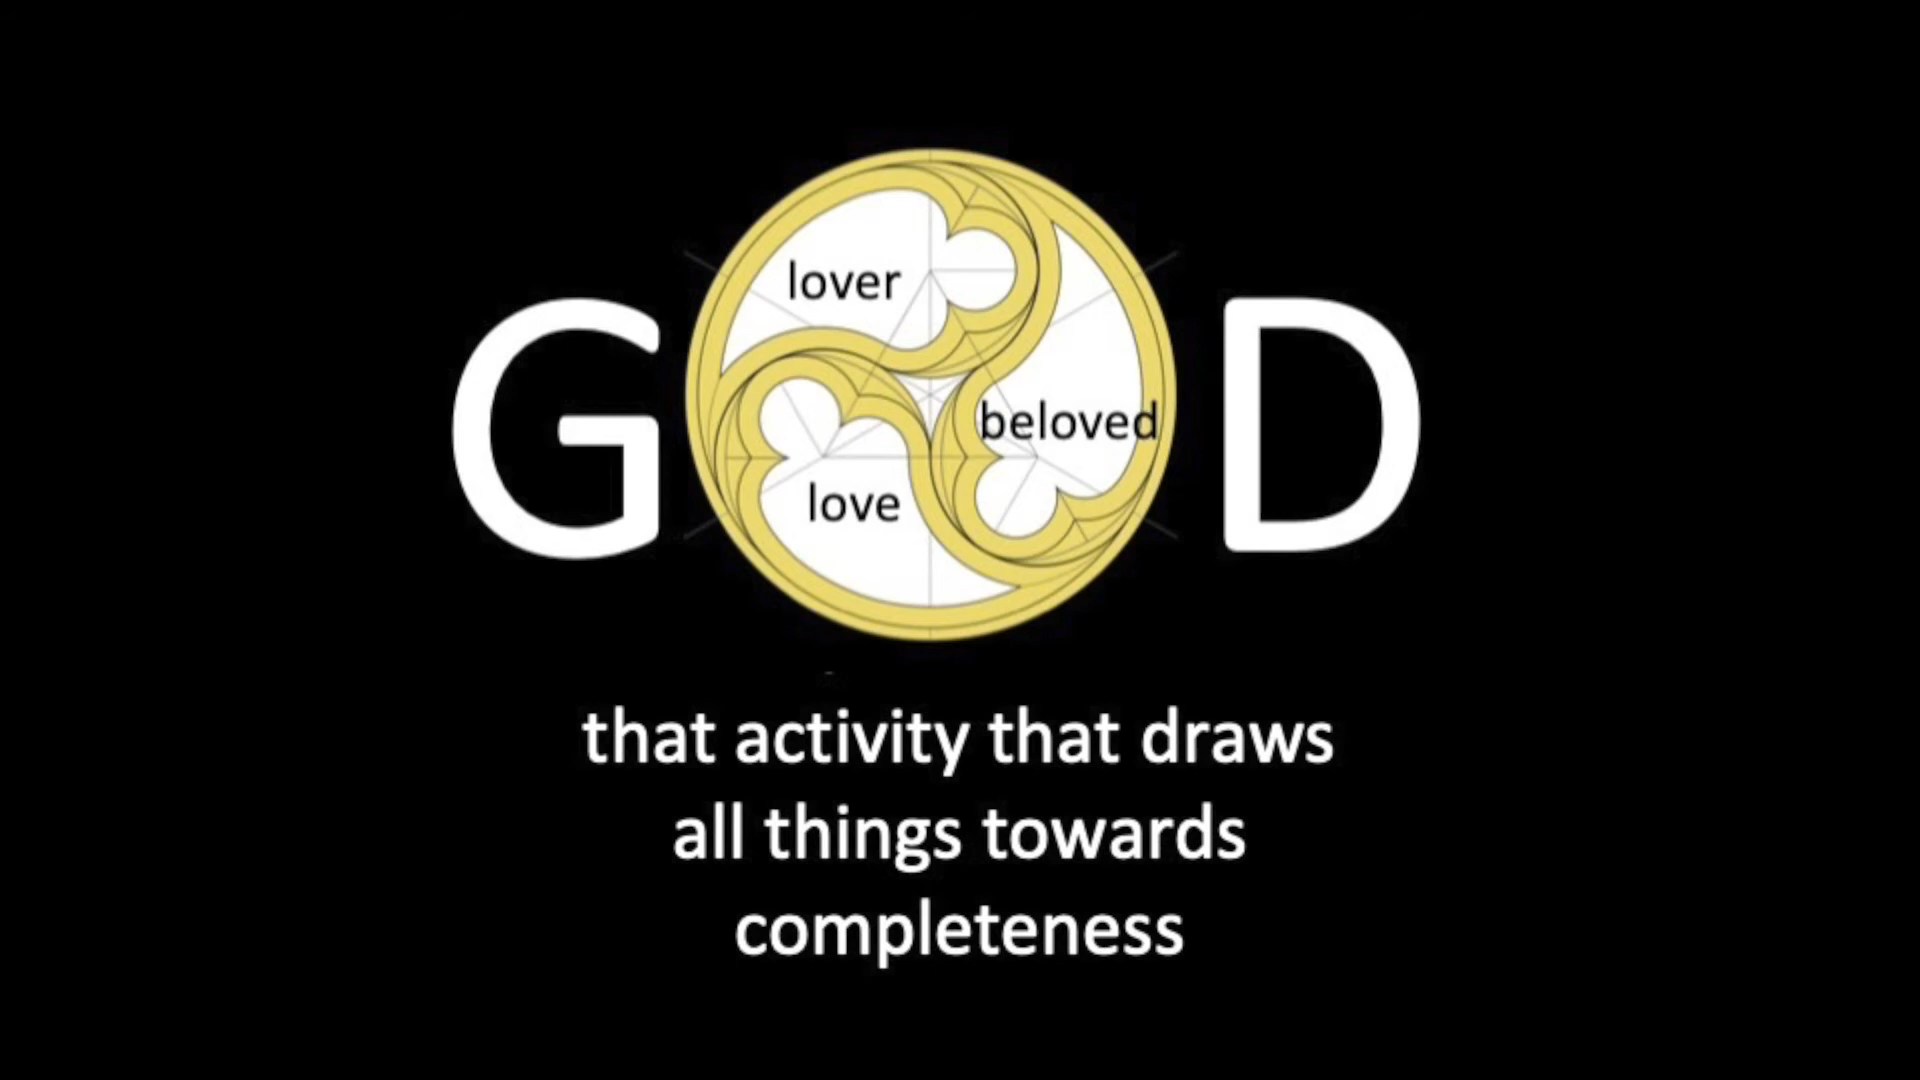 G D
lover
beloved
love
that activity that draws
all things towards
completeness